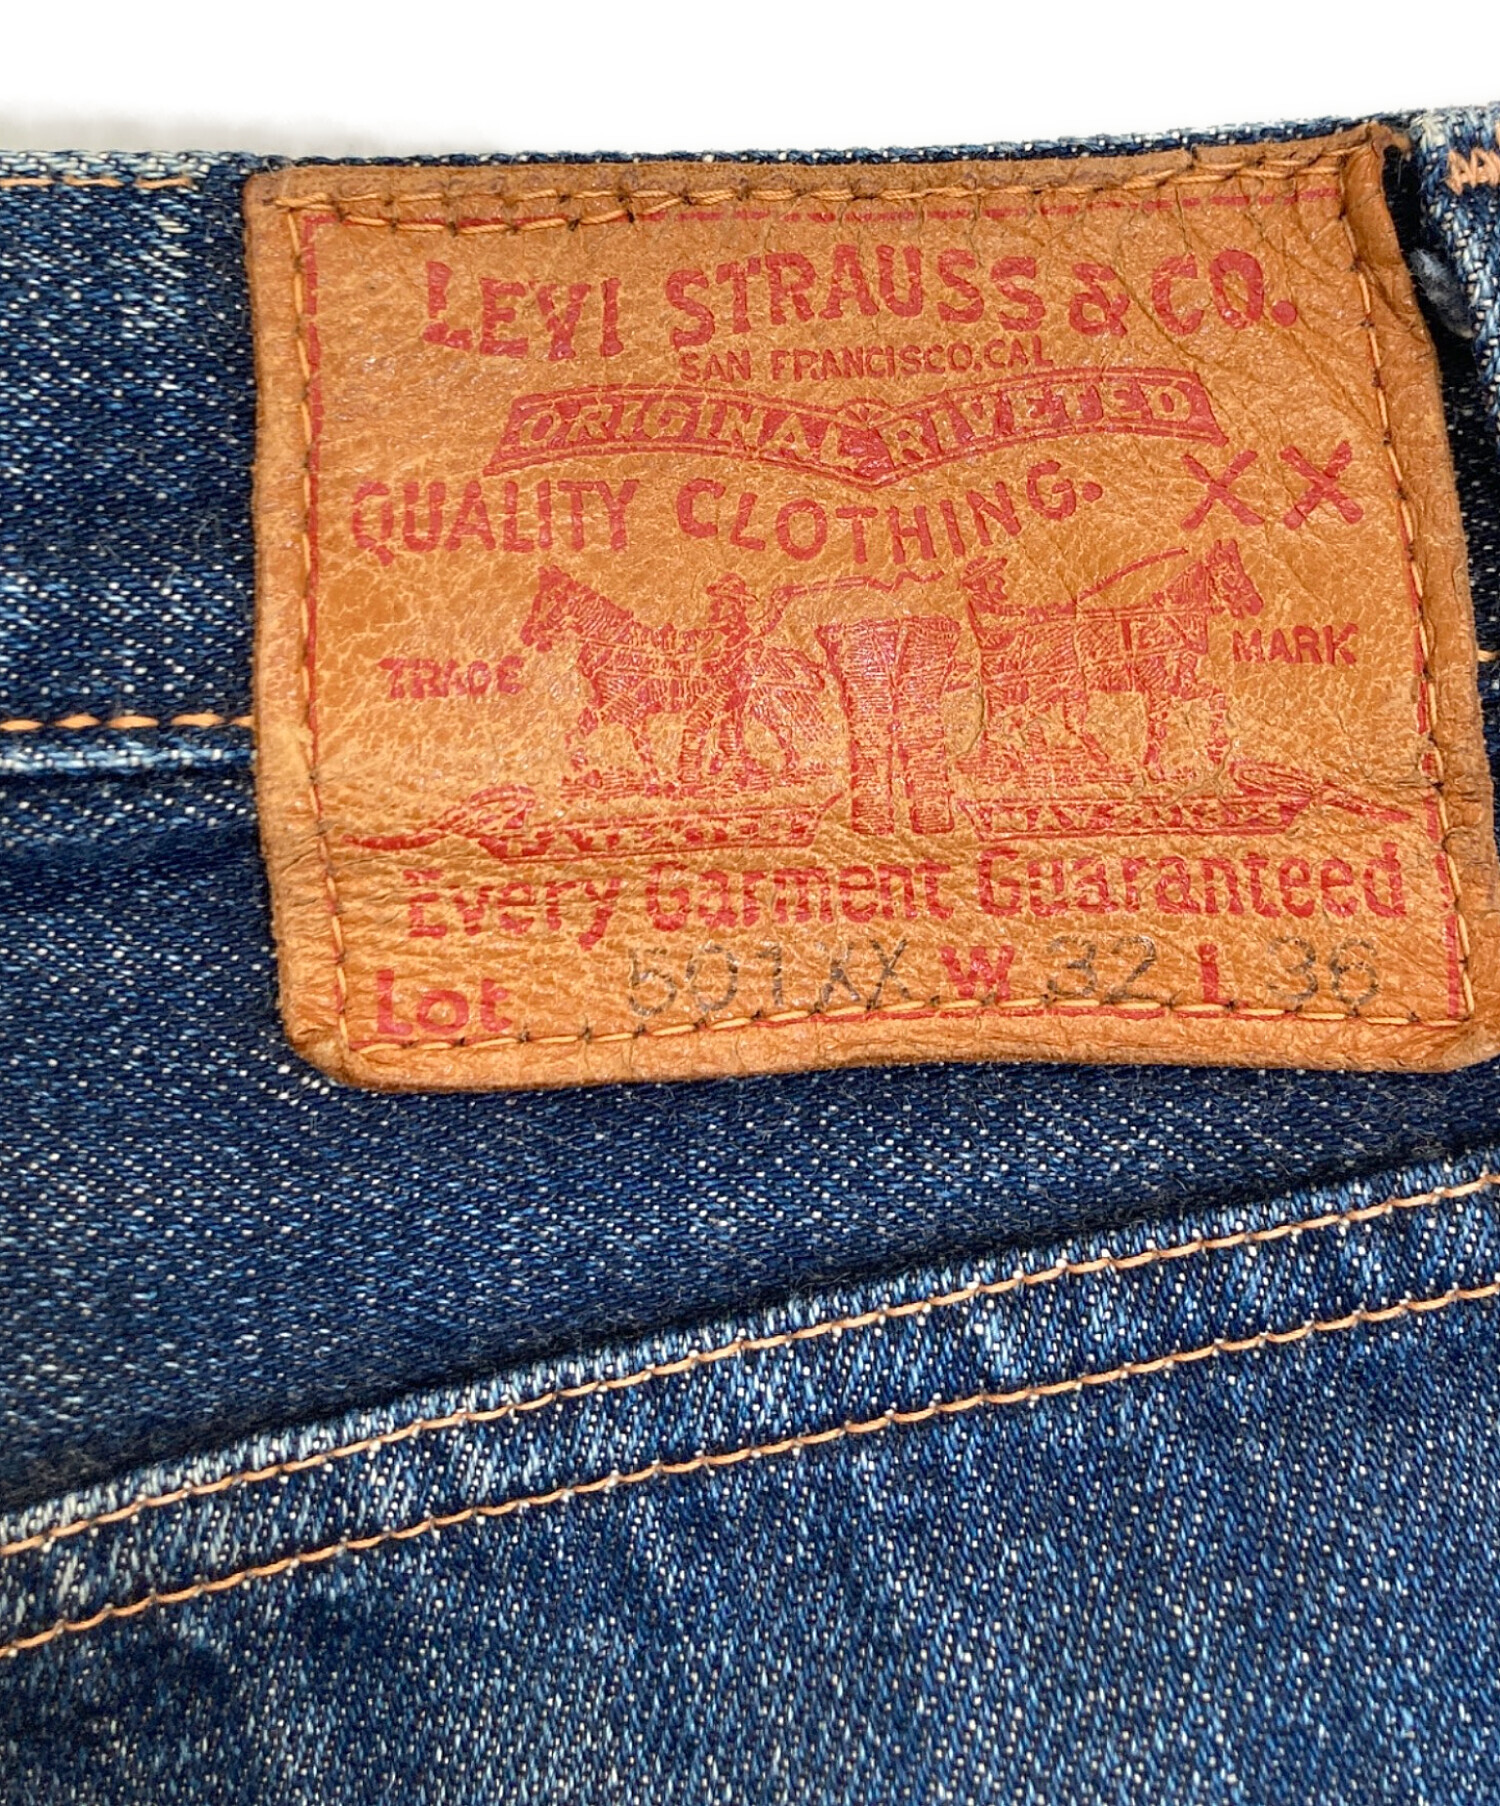 LEVI STRAUSS & CO.
SAN FRANCISCO, CAL
ORIGINAL RIVETED
QUALITY CLOTHING. XX
TRADE MARK
Every Garment Guaranteed
Lot 501XX W 32 L 36